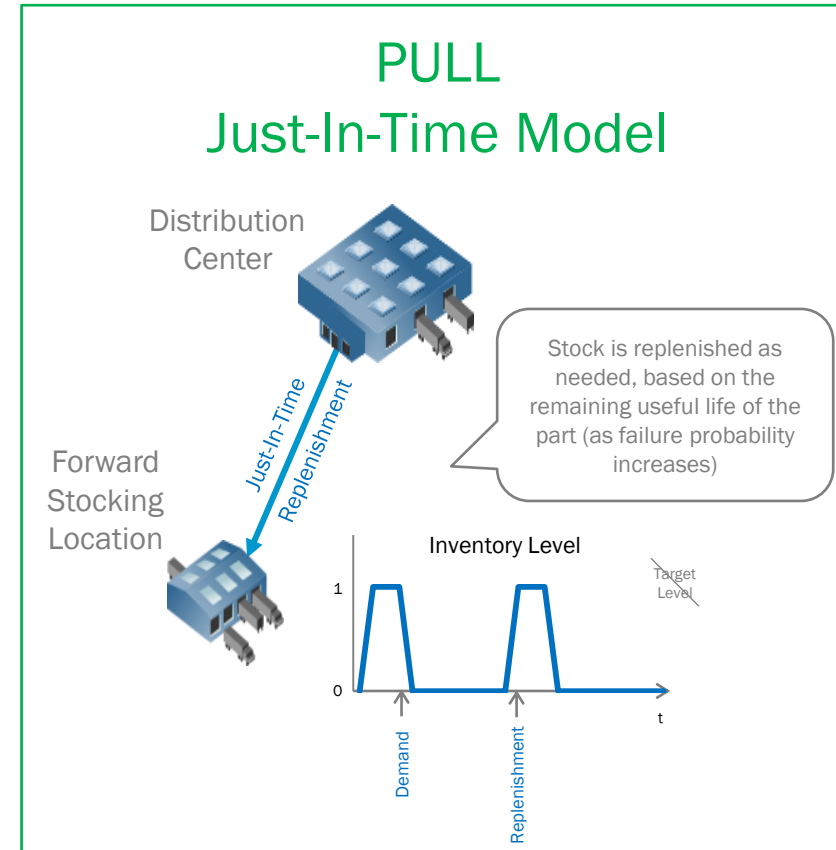 PULL
Just-In-Time Model
Distribution
Center
Just-In-Time
Replenishment
Stock is replenished as
needed, based on the
remaining useful life of the
part (as failure probability
increases)
Forward
Stocking
Location
Inventory Level
Target
Level
1
0
t
Demand
Replenishment